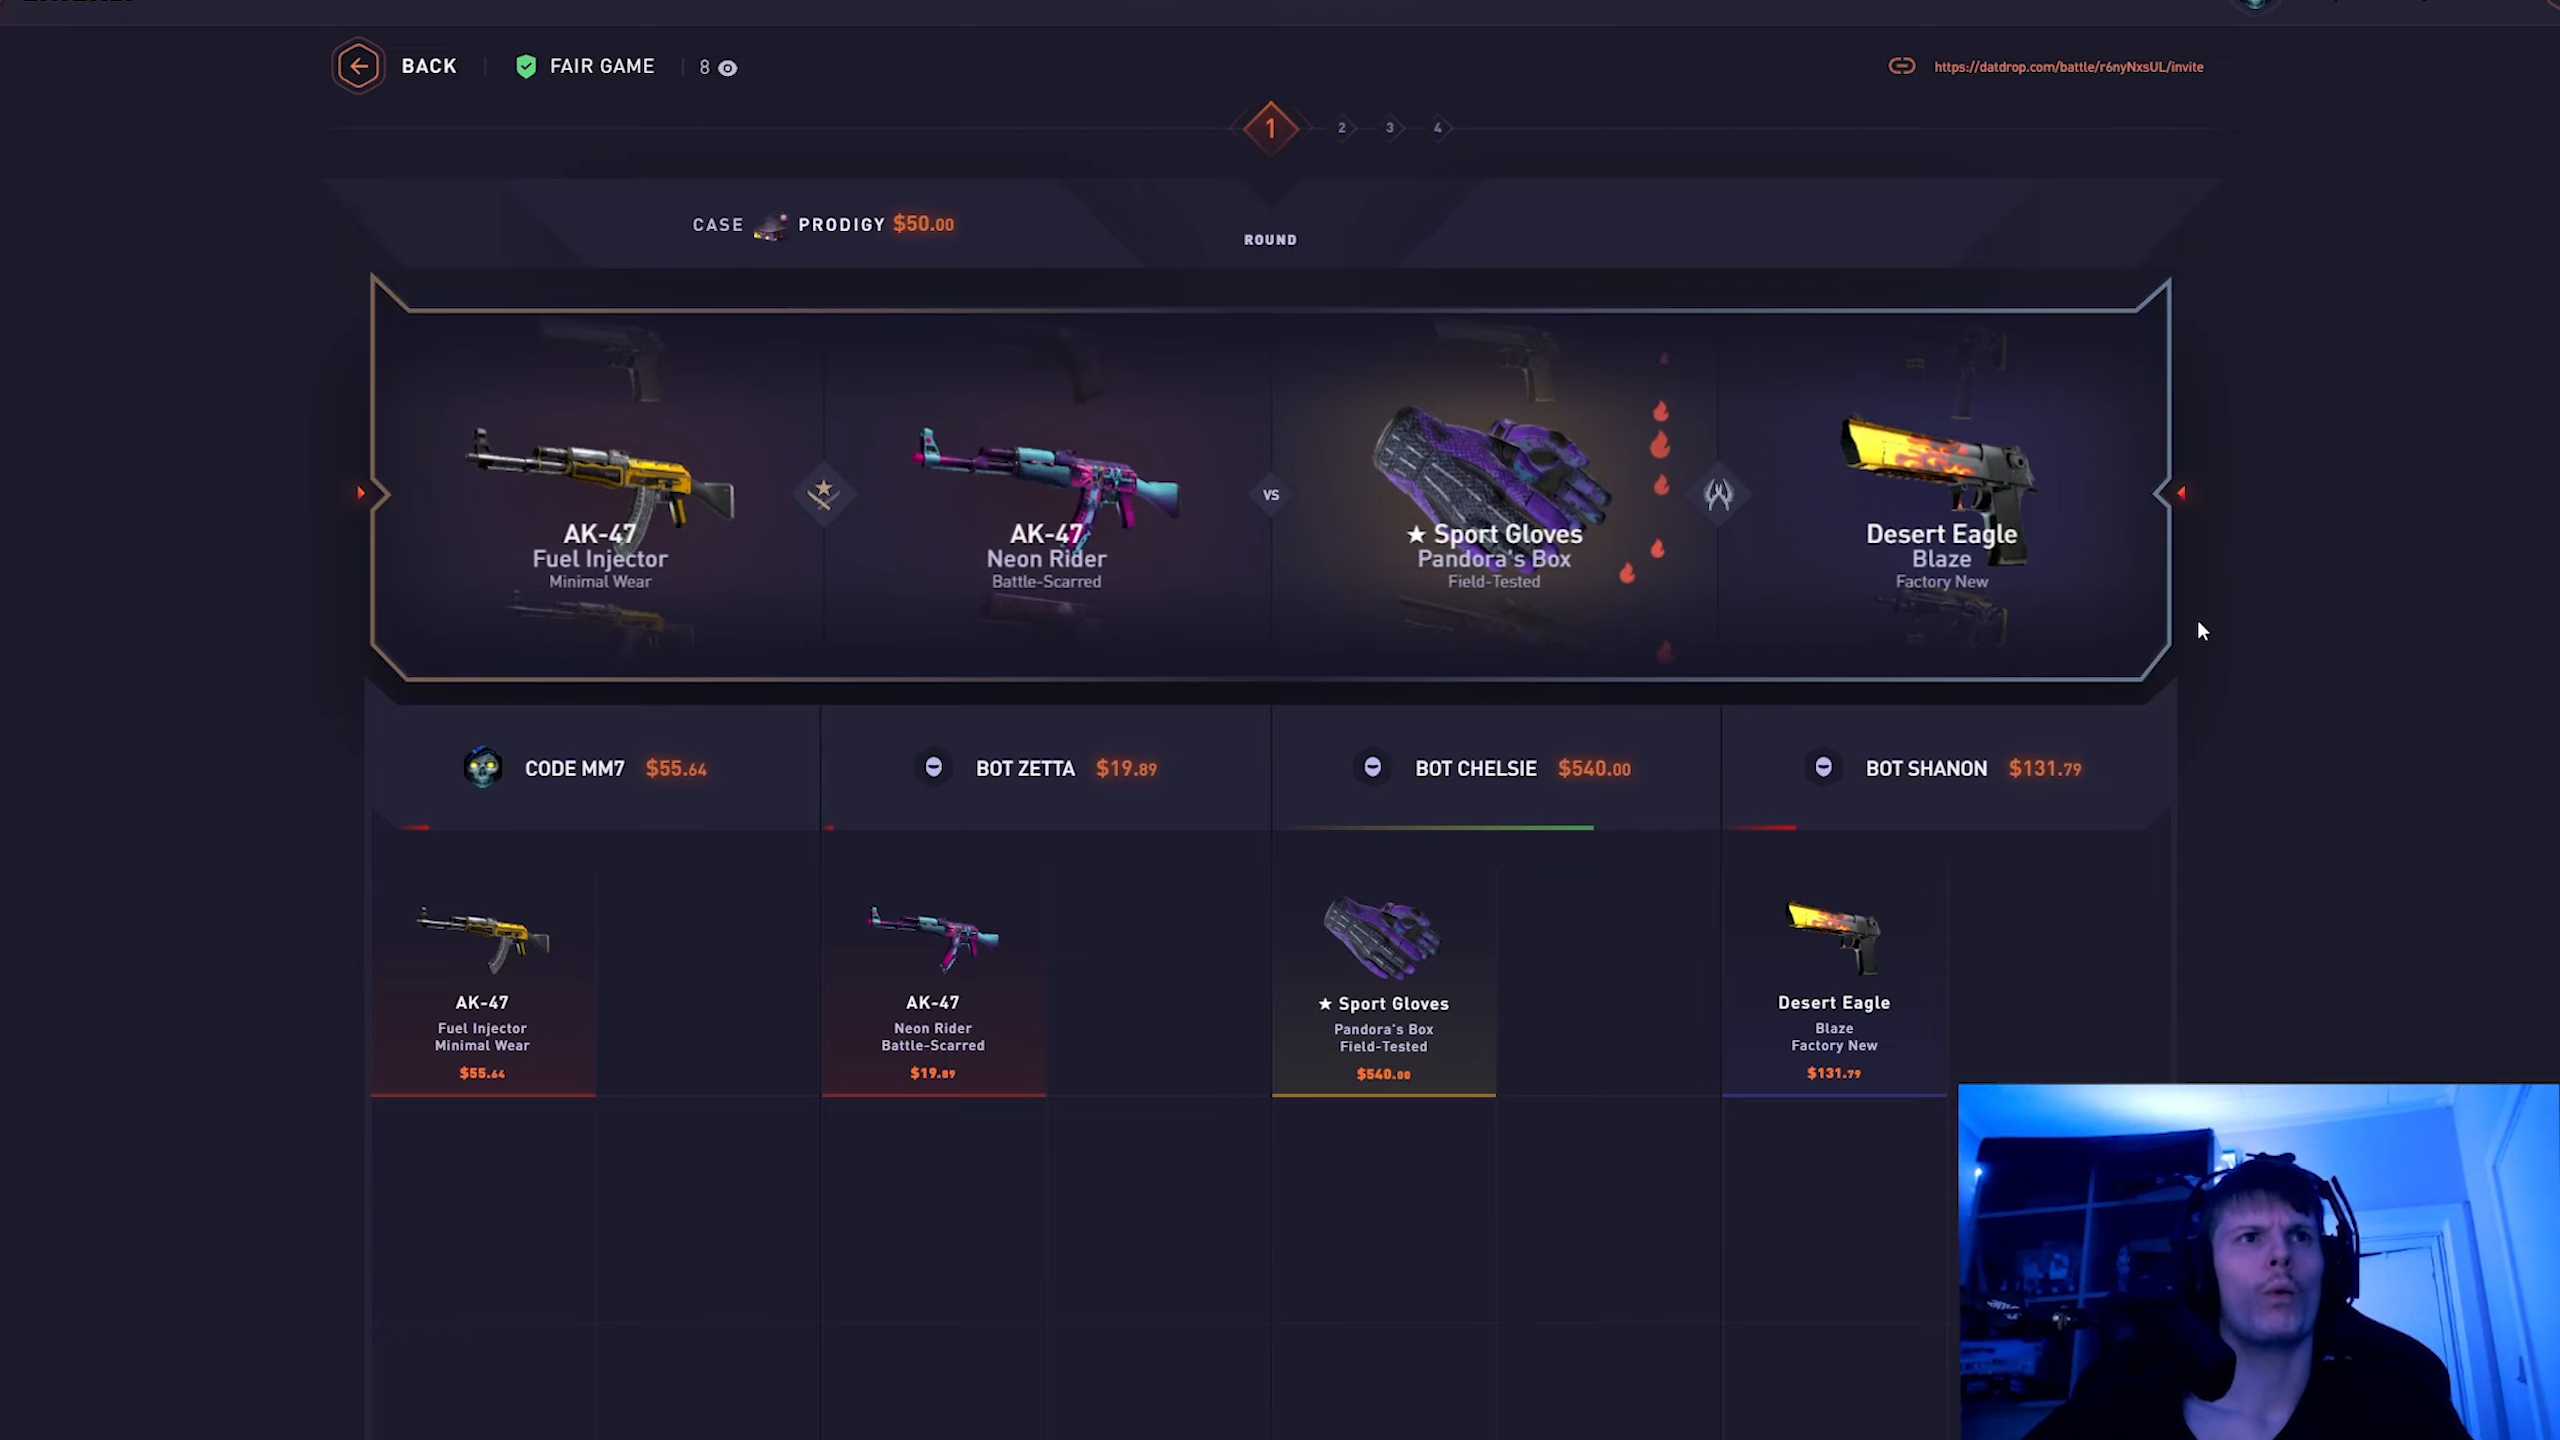 BACK
FAIR GAME
8
https://datdrop.com/battle/r6nyNxsUL/invite
1
2
3
4
CASE PRODIGY $50.00
ROUND
AK-47
Fuel Injector
Minimal Wear
AK-47
Neon Rider
Battle-Scarred
VS
★ Sport Gloves
Pandora's Box
Field-Tested
Desert Eagle
Blaze
Factory New
CODE MM7 $55.64
BOT ZETTA $19.89
BOT CHELSIE $540.00
BOT SHANON $131.79
AK-47
Fuel Injector
Minimal Wear
$55.64
AK-47
Neon Rider
Battle-Scarred
$19.89
★ Sport Gloves
Pandora's Box
Field-Tested
$540.00
Desert Eagle
Blaze
Factory New
$131.79